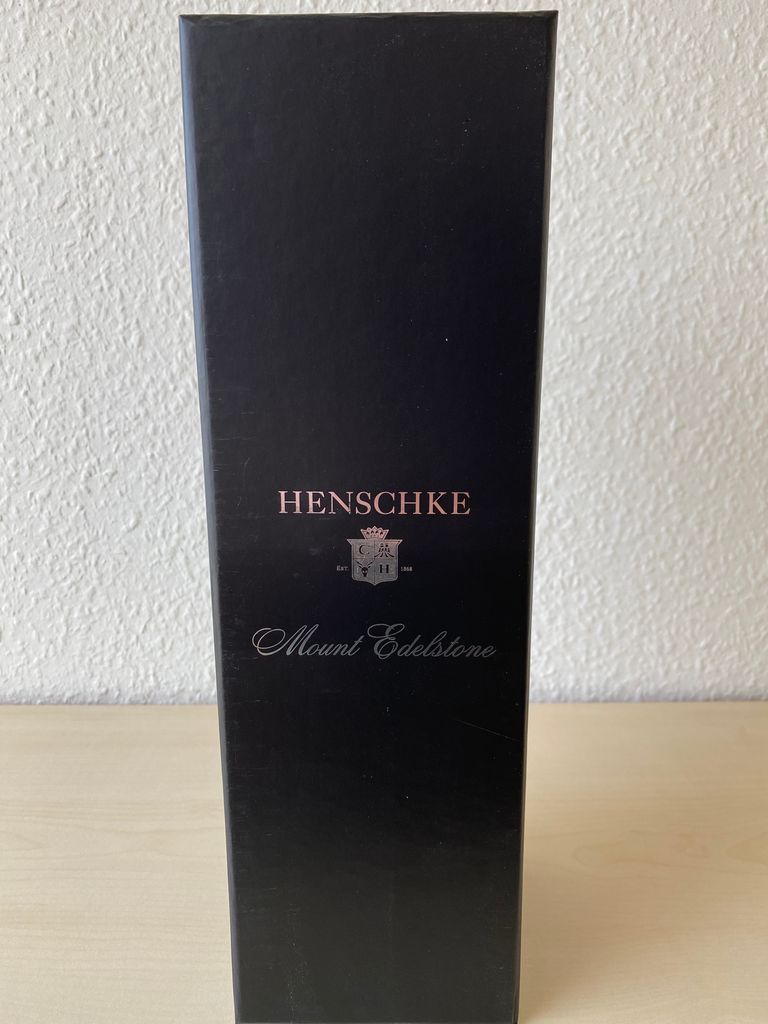 HENSCHKE
C
H
EST. 1868
Mount Edelstone